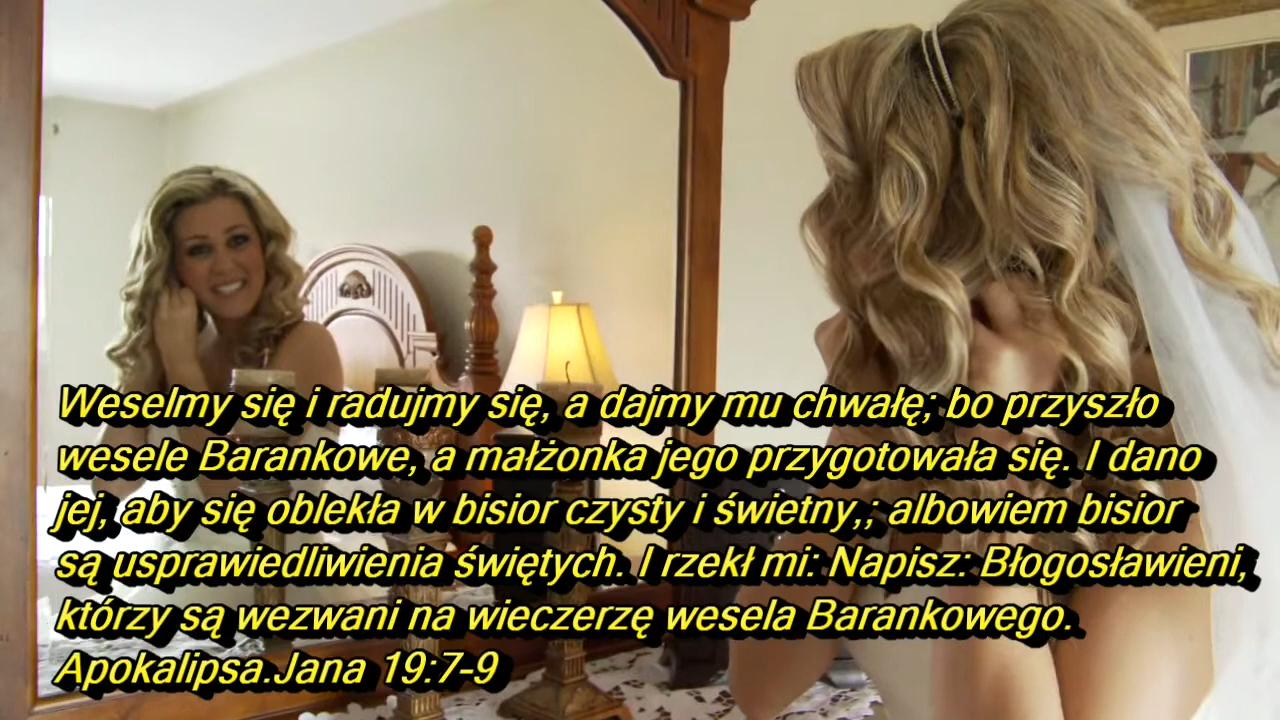 Weselmy się i radujmy się, a dajmy mu chwałę; bo przyszło
wesele Barankowe, a małżonka jego przygotowała się. I dano
jej, aby się oblekła w bisior czysty i świetny,; albowiem bisior
są usprawiedliwienia świętych. I rzekł mi: Napisz: Błogosławieni,
którzy są wezwani na wieczerzę wesela Barankowego.
Apokalipsa.Jana 19:7-9